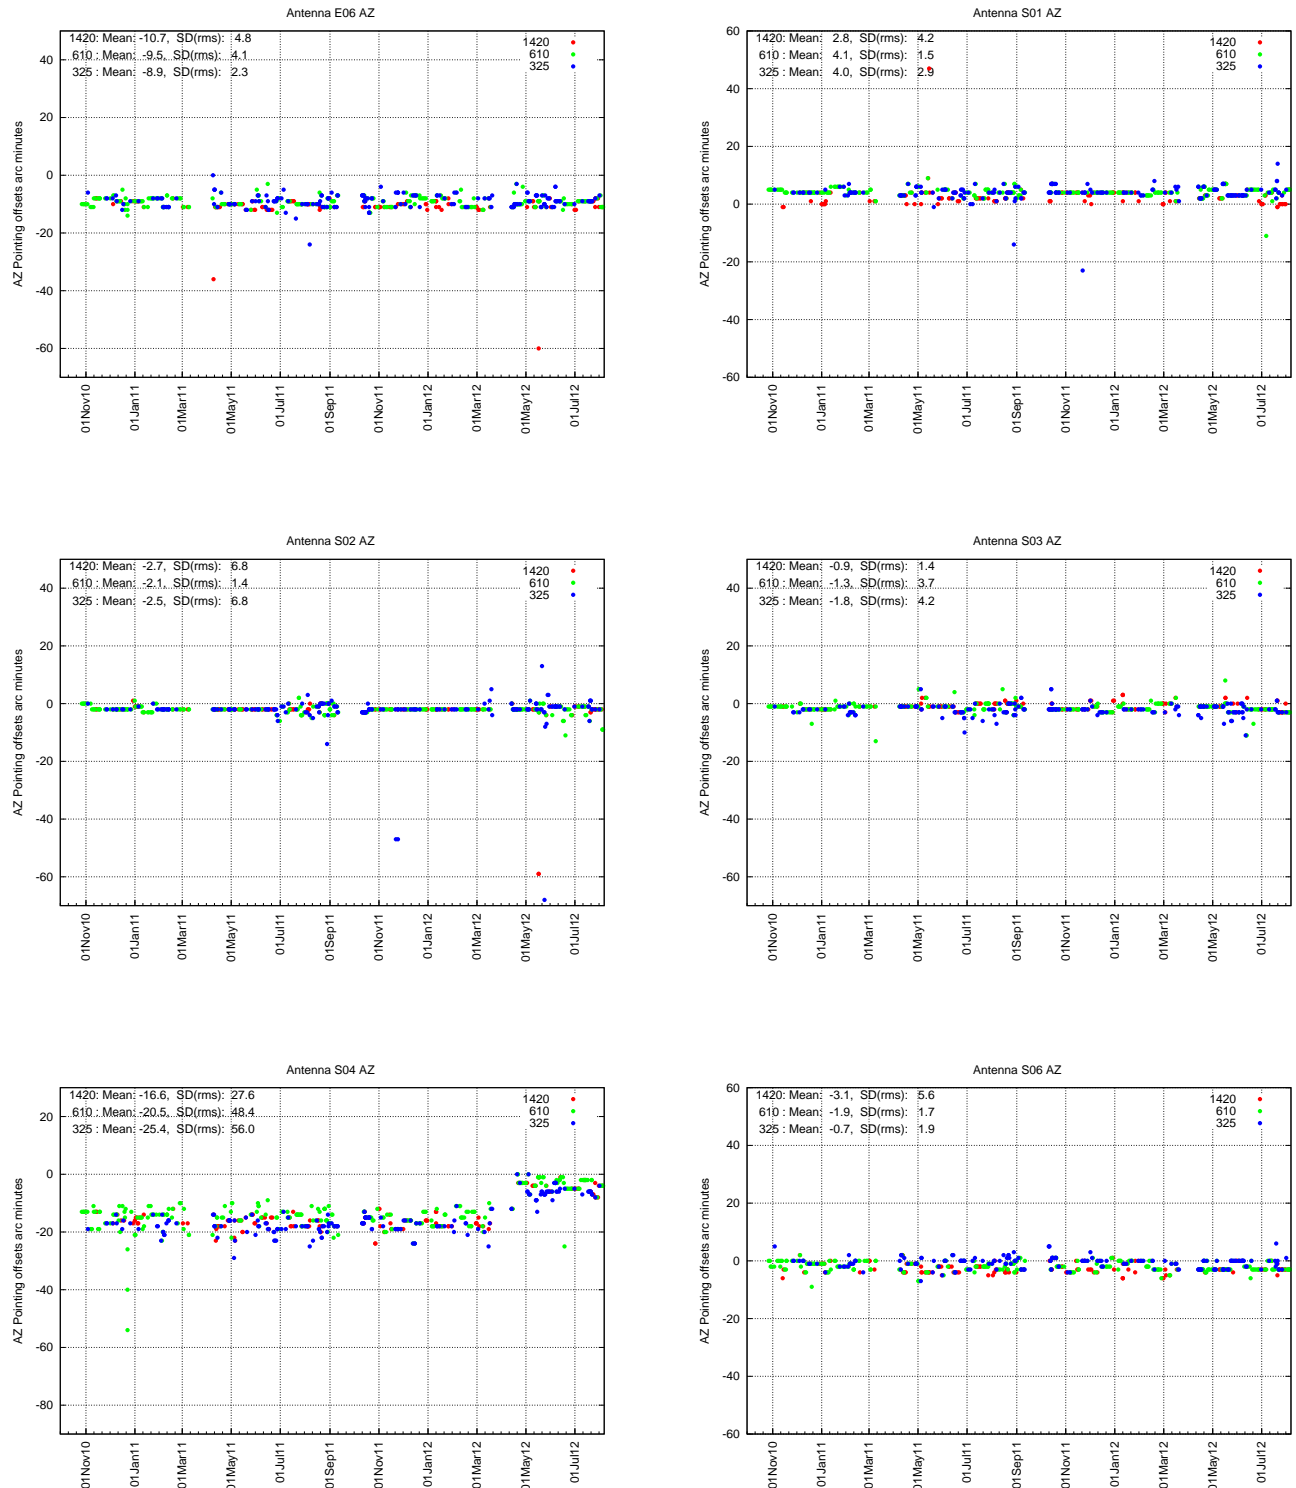 Antenna E06 AZ
1420: Mean: -10.7, SD(rms): 4.8
610 : Mean: -9.5, SD(rms): 4.1
325 : Mean: -8.9, SD(rms): 2.3
1420
610
325
AZ Pointing offsets arc minutes
40
20
0
-20
-40
-60
01Nov10
01Jan11
01Mar11
01May11
01Jul11
01Sep11
01Nov11
01Jan12
01Mar12
01May12
01Jul12
Antenna S01 AZ
1420: Mean: 2.8, SD(rms): 4.2
610 : Mean: 4.1, SD(rms): 1.5
325 : Mean: 4.0, SD(rms): 2.9
1420
610
325
AZ Pointing offsets arc minutes
60
40
20
0
-20
-40
-60
01Nov10
01Jan11
01Mar11
01May11
01Jul11
01Sep11
01Nov11
01Jan12
01Mar12
01May12
01Jul12
Antenna S02 AZ
1420: Mean: -2.7, SD(rms): 6.8
610 : Mean: -2.1, SD(rms): 1.4
325 : Mean: -2.5, SD(rms): 6.8
1420
610
325
AZ Pointing offsets arc minutes
40
20
0
-20
-40
-60
01Nov10
01Jan11
01Mar11
01May11
01Jul11
01Sep11
01Nov11
01Jan12
01Mar12
01May12
01Jul12
Antenna S03 AZ
1420: Mean: -0.9, SD(rms): 1.4
610 : Mean: -1.3, SD(rms): 3.7
325 : Mean: -1.8, SD(rms): 4.2
1420
610
325
AZ Pointing offsets arc minutes
40
20
0
-20
-40
-60
01Nov10
01Jan11
01Mar11
01May11
01Jul11
01Sep11
01Nov11
01Jan12
01Mar12
01May12
01Jul12
Antenna S04 AZ
1420: Mean: -16.6, SD(rms): 27.6
610 : Mean: -20.5, SD(rms): 48.4
325 : Mean: -25.4, SD(rms): 56.0
1420
610
325
AZ Pointing offsets arc minutes
20
0
-20
-40
-60
-80
01Nov10
01Jan11
01Mar11
01May11
01Jul11
01Sep11
01Nov11
01Jan12
01Mar12
01May12
01Jul12
Antenna S06 AZ
1420: Mean: -3.1, SD(rms): 5.6
610 : Mean: -1.9, SD(rms): 1.7
325 : Mean: -0.7, SD(rms): 1.9
1420
610
325
AZ Pointing offsets arc minutes
60
40
20
0
-20
-40
-60
01Nov10
01Jan11
01Mar11
01May11
01Jul11
01Sep11
01Nov11
01Jan12
01Mar12
01May12
01Jul12